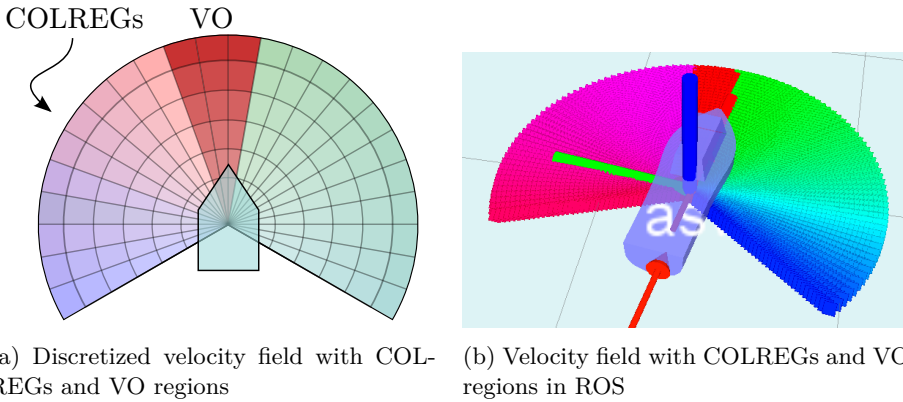 COLREGs
VO
as
a) Discretized velocity field with COL-
REGs and VO regions
(b) Velocity field with COLREGs and VO
regions in ROS